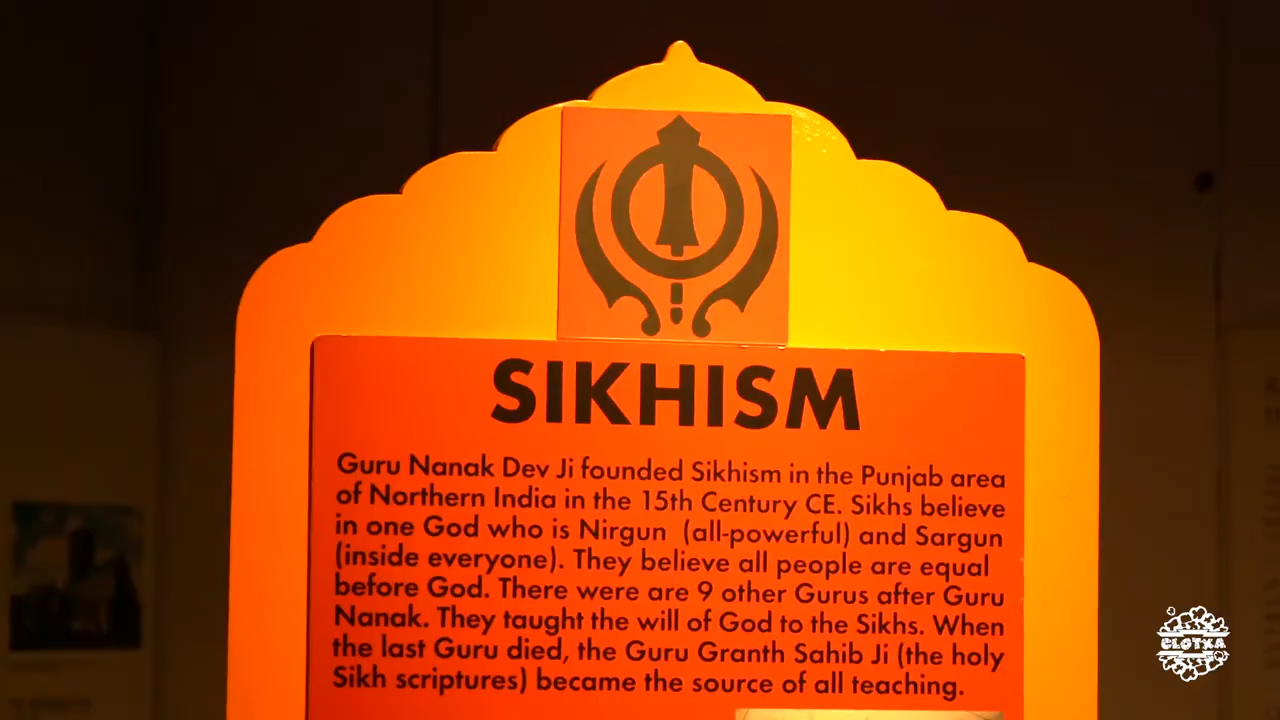 SIKHISM
Guru Nanak Dev Ji founded Sikhism in the Punjab area
of Northern India in the 15th Century CE. Sikhs believe
in one God who is Nirgun (all-powerful) and Sargun
(inside everyone). They believe all people are equal
before God. There were are 9 other Gurus after Guru
Nanak. They taught the will of God to the Sikhs. When
the last Guru died, the Guru Granth Sahib Ji (the holy
Sikh scriptures) became the source of all teaching.
CLOTXA